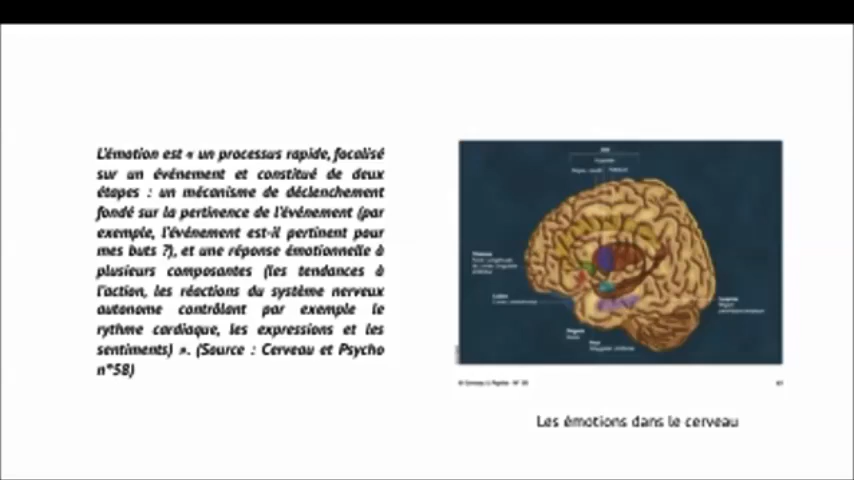 L'émotion est « un processus rapide, focalisé
sur un événement et constitué de deux
étapes : un mécanisme de déclenchement
fondé sur la pertinence de l'événement (par
exemple, l'événement est-il pertinent pour
mes buts ?), et une réponse émotionnelle à
plusieurs composantes (les tendances à
l'action, les réactions du système nerveux
autonome contrôlant par exemple le
rythme cardiaque, les expressions et les
sentiments) ». (Source : Cerveau et Psycho
n°58)
© Cerveau & Psycho
Les émotions dans le cerveau